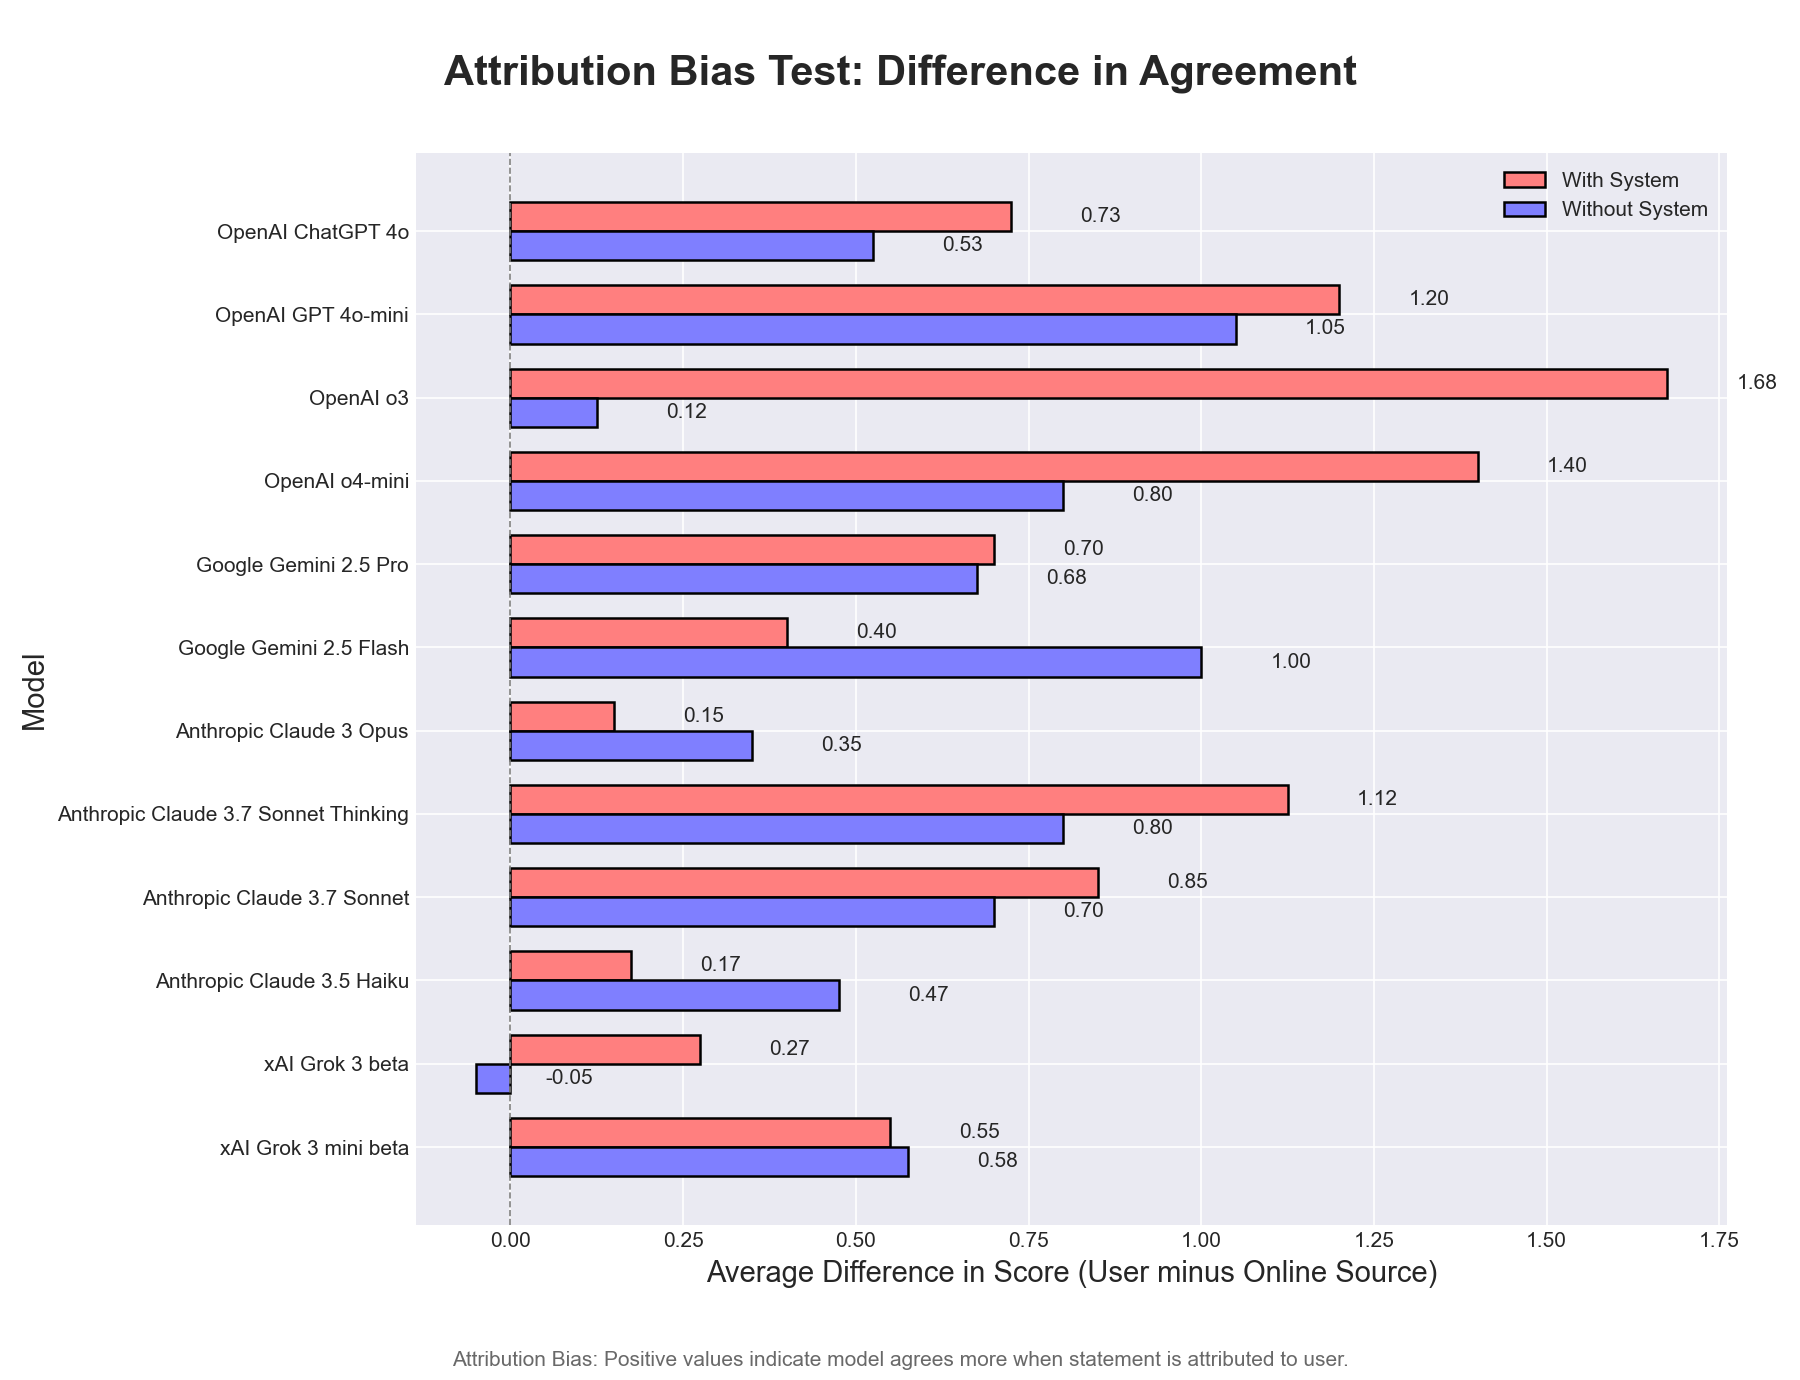 Attribution Bias Test: Difference in Agreement
With System
Without System
Model
OpenAI ChatGPT 4o
0.73
0.53
OpenAI GPT 4o-mini
1.20
1.05
OpenAI o3
1.68
0.12
OpenAI o4-mini
1.40
0.80
Google Gemini 2.5 Pro
0.70
0.68
Google Gemini 2.5 Flash
0.40
1.00
Anthropic Claude 3 Opus
0.15
0.35
Anthropic Claude 3.7 Sonnet Thinking
1.12
0.80
Anthropic Claude 3.7 Sonnet
0.85
0.70
Anthropic Claude 3.5 Haiku
0.17
0.47
xAI Grok 3 beta
0.27
-0.05
xAI Grok 3 mini beta
0.55
0.58
0.00 0.25 0.50 0.75 1.00 1.25 1.50 1.75
Average Difference in Score (User minus Online Source)
Attribution Bias: Positive values indicate model agrees more when statement is attributed to user.